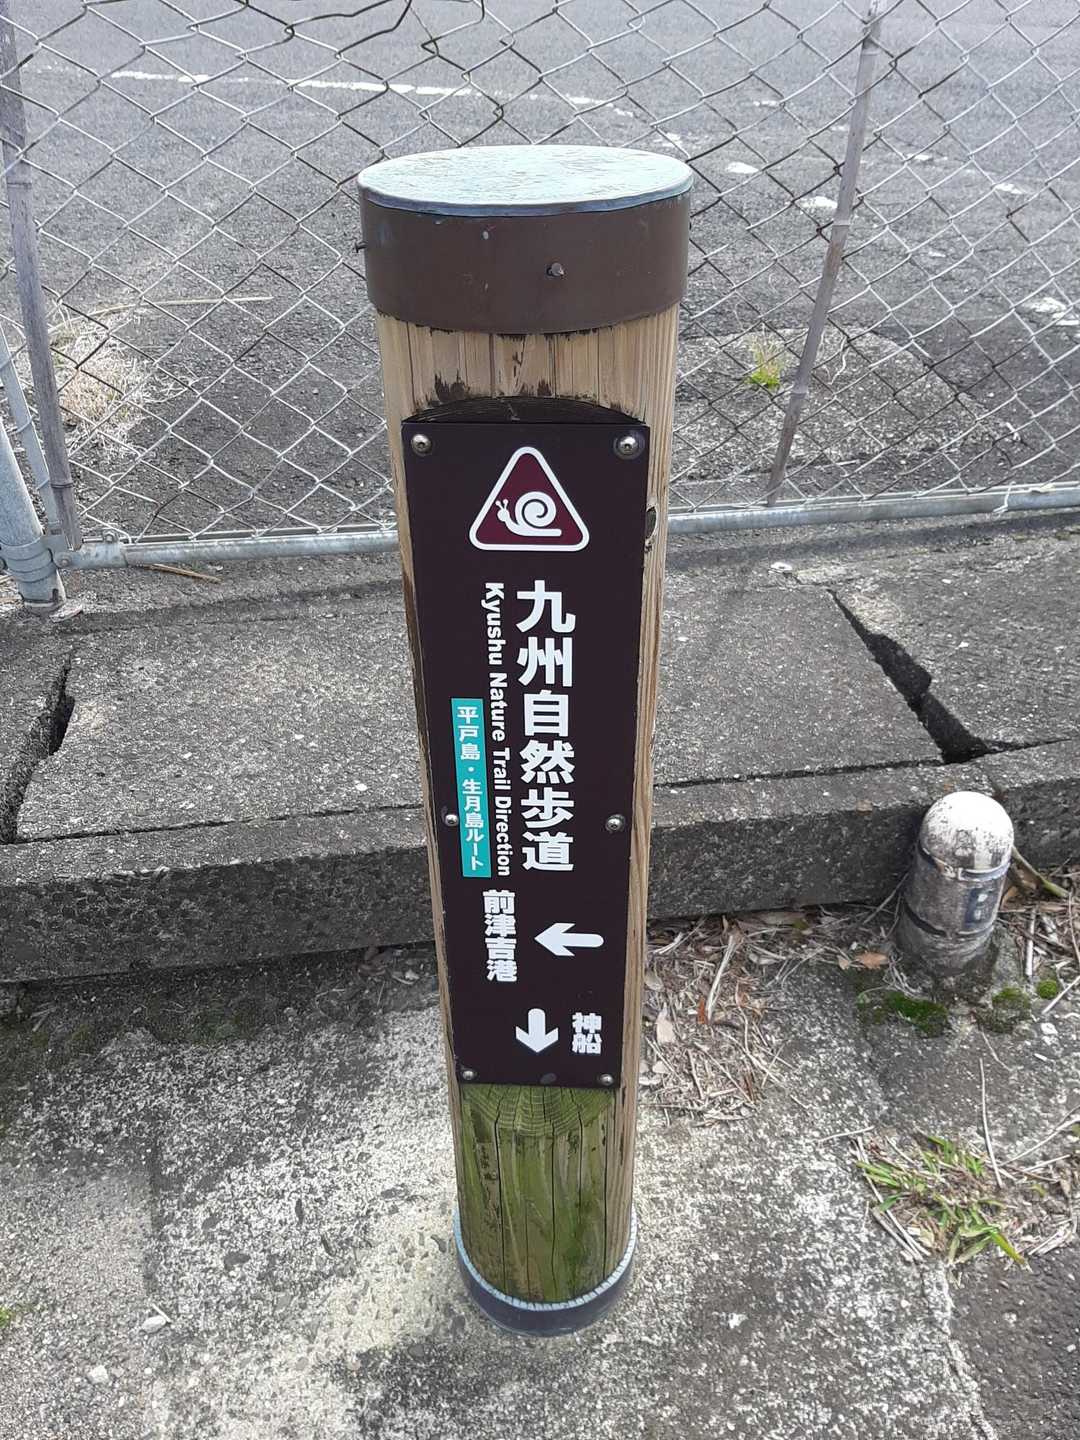 九州自然歩道
Kyushu Nature Trail Direction
平戸島・生月島ルート
前津吉港
神船